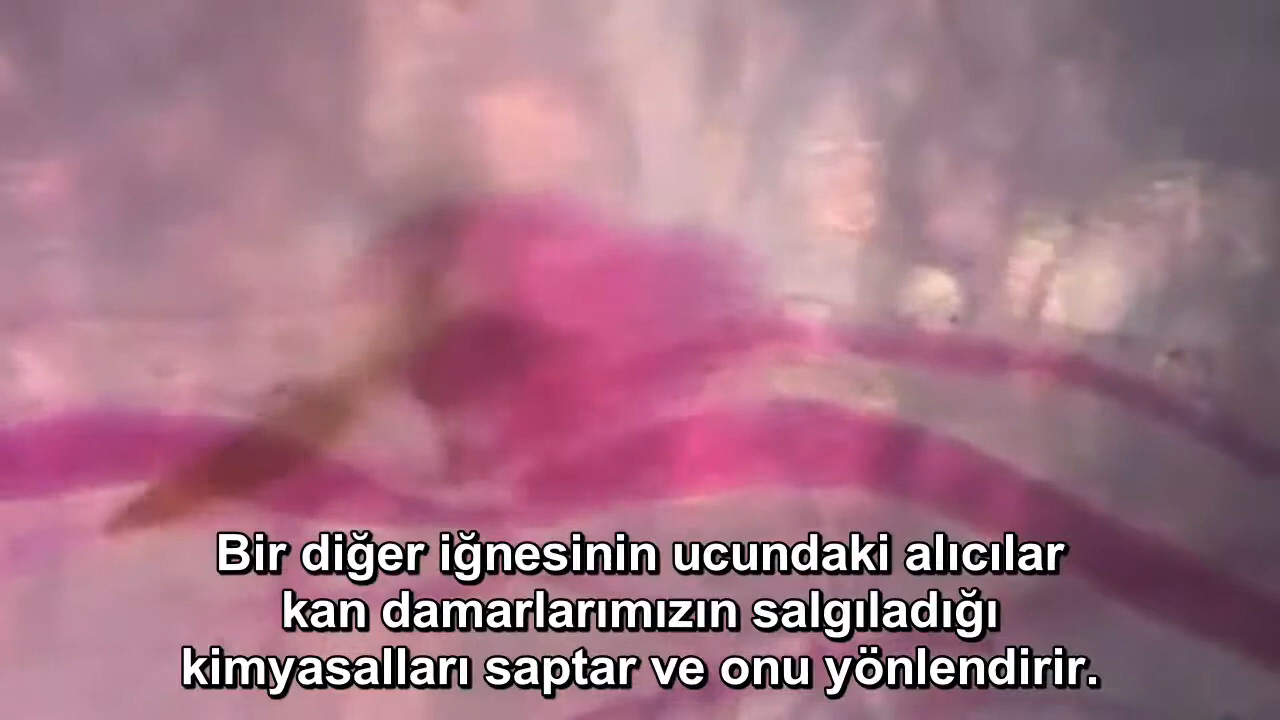 Bir diğer iğnesinin ucundaki alıcılar
kan damarlarımızın salgıladığı
kimyasalları saptar ve onu yönlendirir.